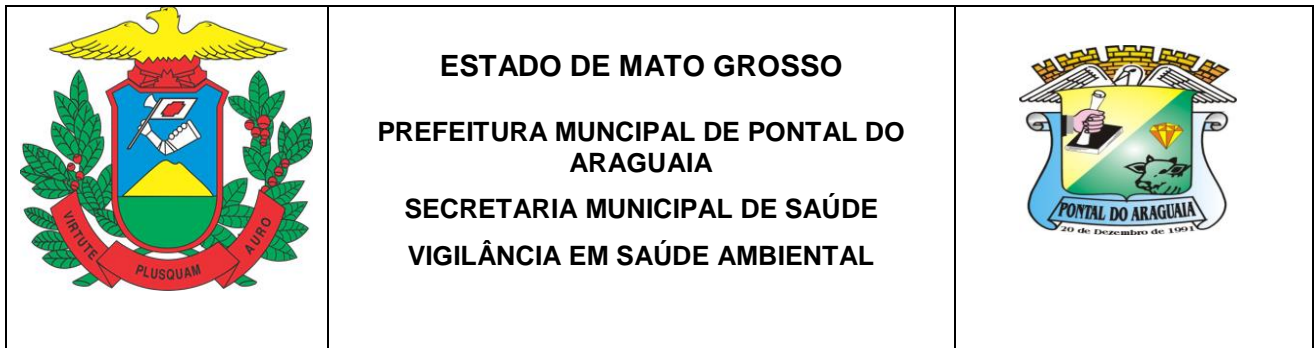 VIRTUTE
PLUSQUAM
AURO
ESTADO DE MATO GROSSO
PREFEITURA MUNCIPAL DE PONTAL DO
ARAGUAIA
SECRETARIA MUNICIPAL DE SAÚDE
VIGILÂNCIA EM SAÚDE AMBIENTAL
PONTAL DO ARAGUAIA
20 de Dezembro de 1991